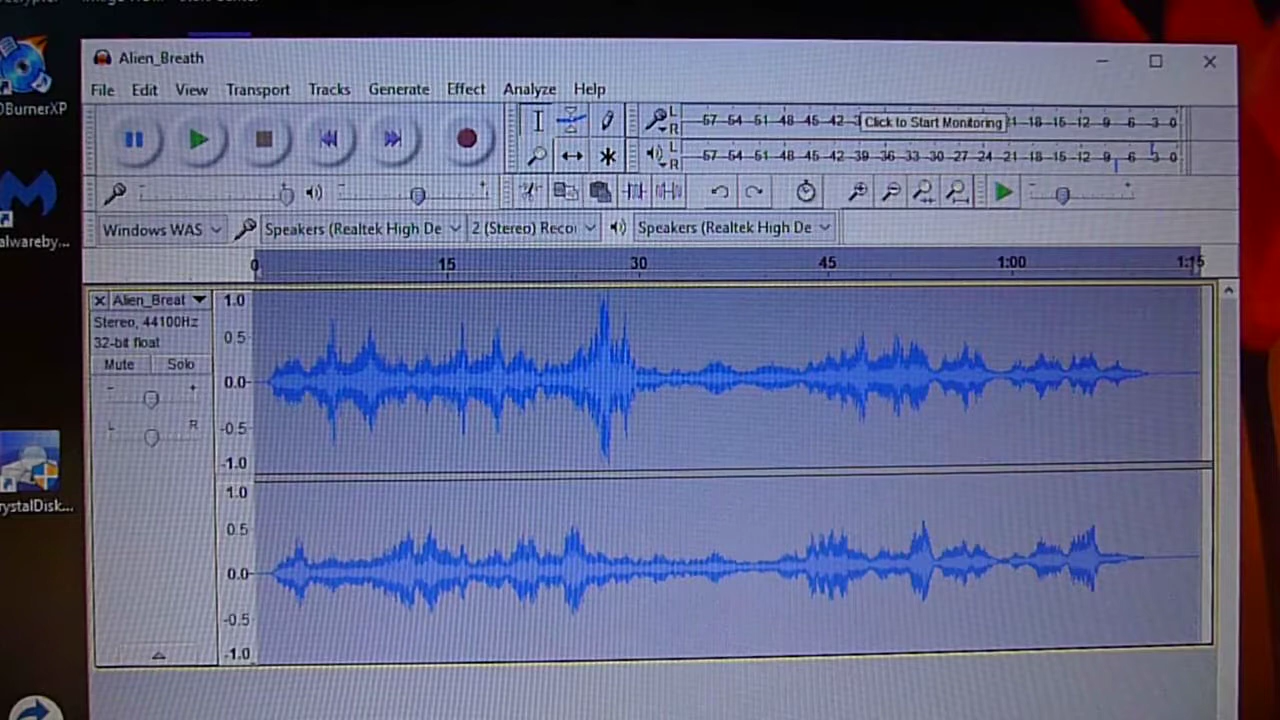 Alien_Breath
DBurnerXP
File Edit View Transport Tracks Generate Effect Analyze Help
L
R
-57 -54 -51 -48 -45 -42 -3 Click to Start Monitoring 1 -18 -15 -12 -9 -6 -3 0
L
R
-57 -54 -51 -48 -45 -42 -39 -36 -33 -30 -27 -24 -21 -18 -15 -12 -9 -6 -3 0
alwareby...
Windows WAS Speakers (Realtek High De 2 (Stereo) Recor Speakers (Realtek High De
0 15 30 45 1:00 1:15
Alien_Breat
Stereo, 44100Hz
32-bit float
Mute Solo
- +
L R
1.0
0.5
0.0
-0.5
-1.0
1.0
0.5
0.0
-0.5
-1.0
rystalDisk...